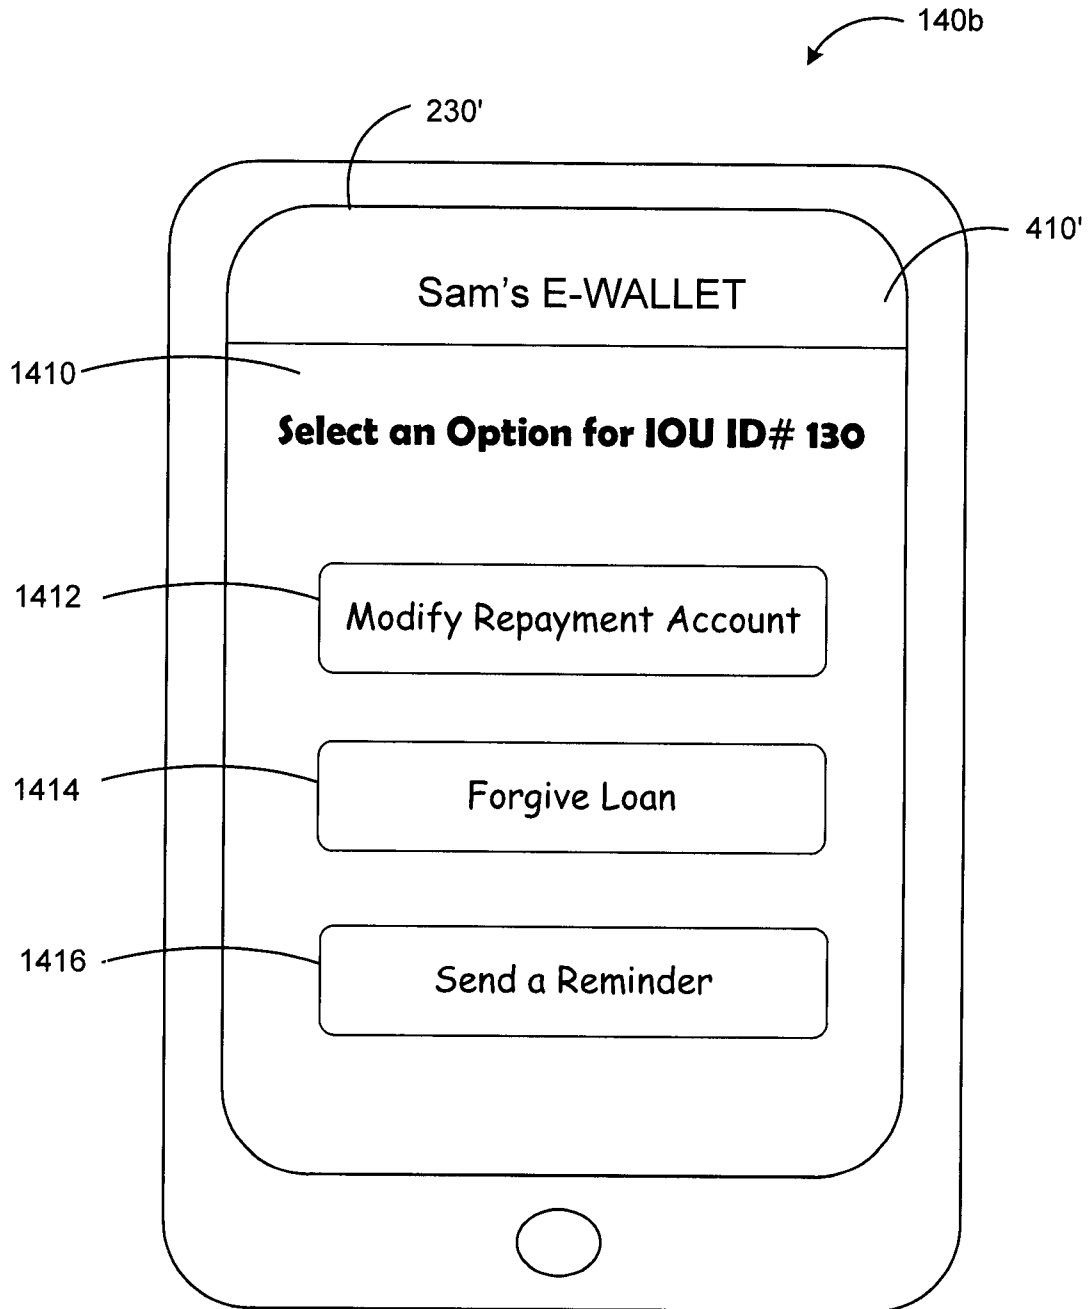 140b
230'
410'
Sam's E-WALLET
1410
Select an Option for IOU ID# 130
1412
Modify Repayment Account
1414
Forgive Loan
1416
Send a Reminder